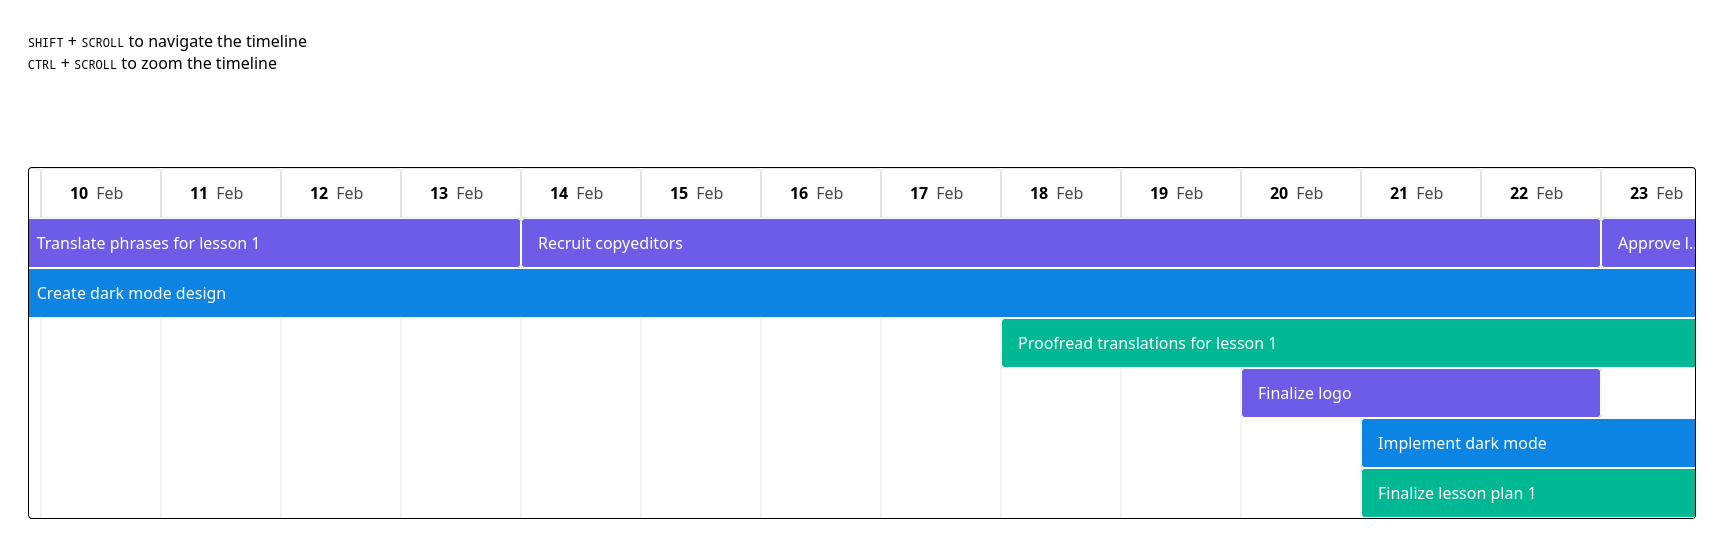 SHIFT + SCROLL to navigate the timeline
CTRL + SCROLL to zoom the timeline
10 Feb 11 Feb 12 Feb 13 Feb 14 Feb 15 Feb 16 Feb 17 Feb 18 Feb 19 Feb 20 Feb 21 Feb 22 Feb 23 Feb
Translate phrases for lesson 1 Recruit copyeditors Approve l...
Create dark mode design
Proofread translations for lesson 1
Finalize logo
Implement dark mode
Finalize lesson plan 1